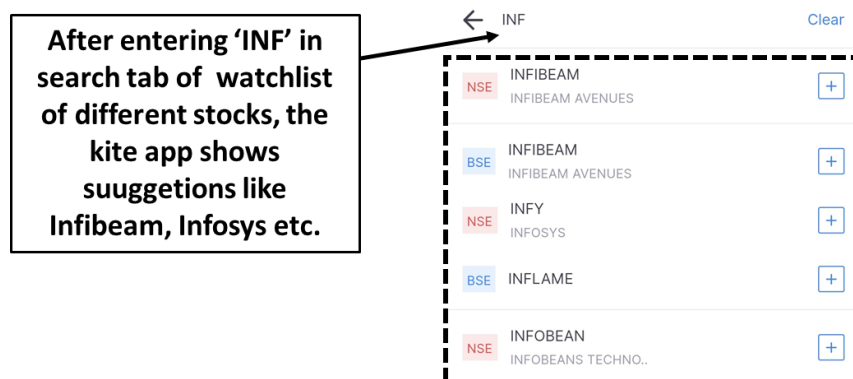 After entering ‘INF’ in
search tab of watchlist
of different stocks, the
kite app shows
suuggetions like
Infibeam, Infosys etc.
INF Clear
NSE INFIBEAM
INFIBEAM AVENUES
BSE INFIBEAM
INFIBEAM AVENUES
NSE INFY
INFOSYS
BSE INFLAME
NSE INFOBEAN
INFOBEANS TECHNO..